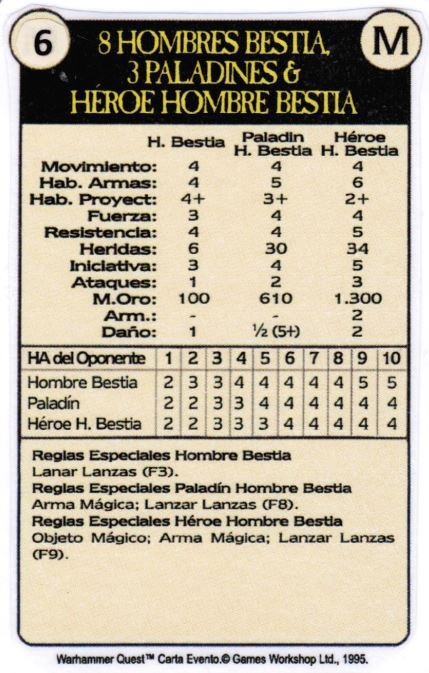 6
8 HOMBRES BESTIA,
M
3 PALADINES &
HÉROE HOMBRE BESTIA
H. Bestia Paladin H. Bestia Héroe H. Bestia
Movimiento: 4 4 4
Hab. Armas: 4 5 6
Hab. Proyect: 4+ 3+ 2+
Fuerza: 3 4 4
Resistencia: 4 4 5
Heridas: 6 30 34
Iniciativa: 3 4 5
Ataques: 1 2 3
M.Oro: 100 610 1.300
Arm.: - - 2
Daño: 1 ½ (5+) 2
HA del Oponente 1 2 3 4 5 6 7 8 9 10
Hombre Bestia 2 3 3 4 4 4 4 4 5 5
Paladín 2 2 3 3 4 4 4 4 4 4
Héroe H. Bestia 2 2 3 3 3 4 4 4 4 4
Reglas Especiales Hombre Bestia
Lanar Lanzas (F3).
Reglas Especiales Paladín Hombre Bestia
Arma Mágica; Lanzar Lanzas (F8).
Reglas Especiales Héroe Hombre Bestia
Objeto Mágico; Arma Mágica; Lanzar Lanzas
(F9).
Warhammer Quest™ Carta Evento.© Games Workshop Ltd., 1995.